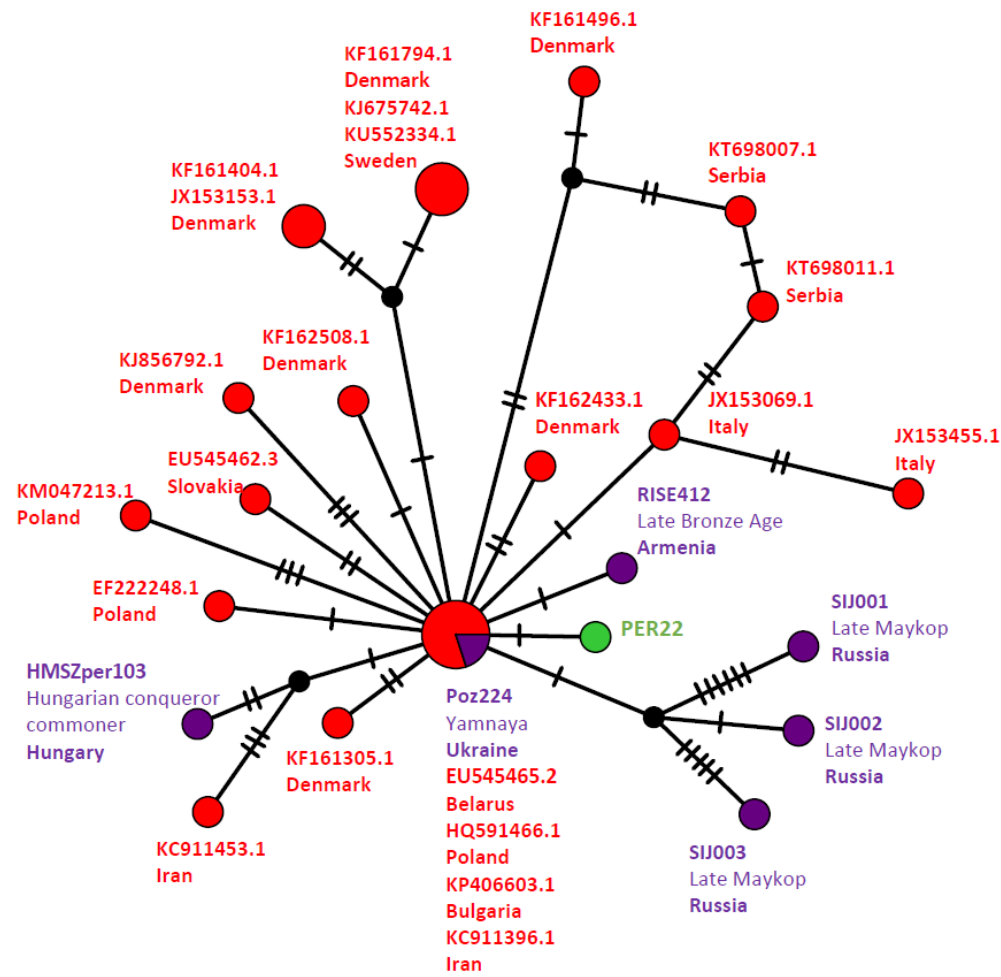 KF161496.1
Denmark
KF161794.1
Denmark
KJ675742.1
KU552334.1
Sweden
KT698007.1
Serbia
KF161404.1
JX153153.1
Denmark
KT698011.1
Serbia
KF162508.1
Denmark
KJ856792.1
Denmark
KF162433.1
Denmark
JX153069.1
Italy
JX153455.1
Italy
EU545462.3
Slovakia
KM047213.1
Poland
RISE412
Late Bronze Age
Armenia
EF222248.1
Poland
PER22
SIJ001
Late Maykop
Russia
HMSZper103
Hungarian conqueror
commoner
Hungary
Poz224
Yamnaya
Ukraine
EU545465.2
Belarus
HQ591466.1
Poland
KP406603.1
Bulgaria
KC911396.1
Iran
SIJ002
Late Maykop
Russia
KF161305.1
Denmark
KC911453.1
Iran
SIJ003
Late Maykop
Russia